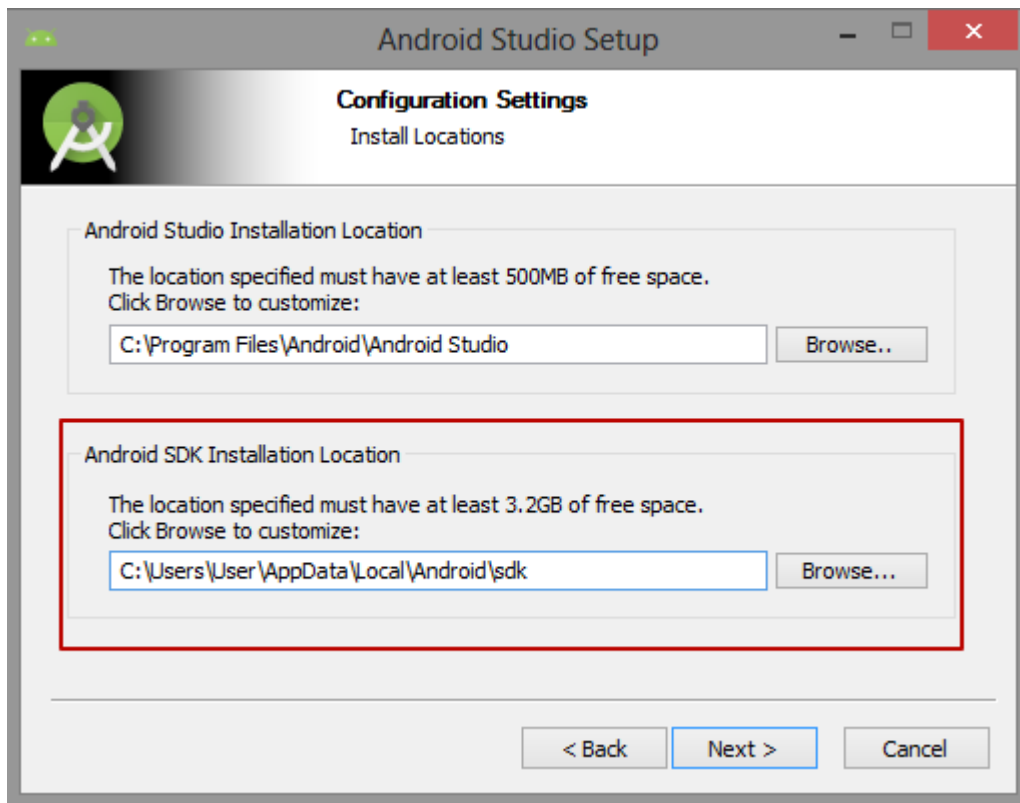 Android Studio Setup
Configuration Settings
Install Locations
Android Studio Installation Location
The location specified must have at least 500MB of free space.
Click Browse to customize:
C:\Program Files\Android\Android Studio
Browse..
Android SDK Installation Location
The location specified must have at least 3.2GB of free space.
Click Browse to customize:
C:\Users\User\AppData\Local\Android\sdk
Browse...
< Back
Next >
Cancel